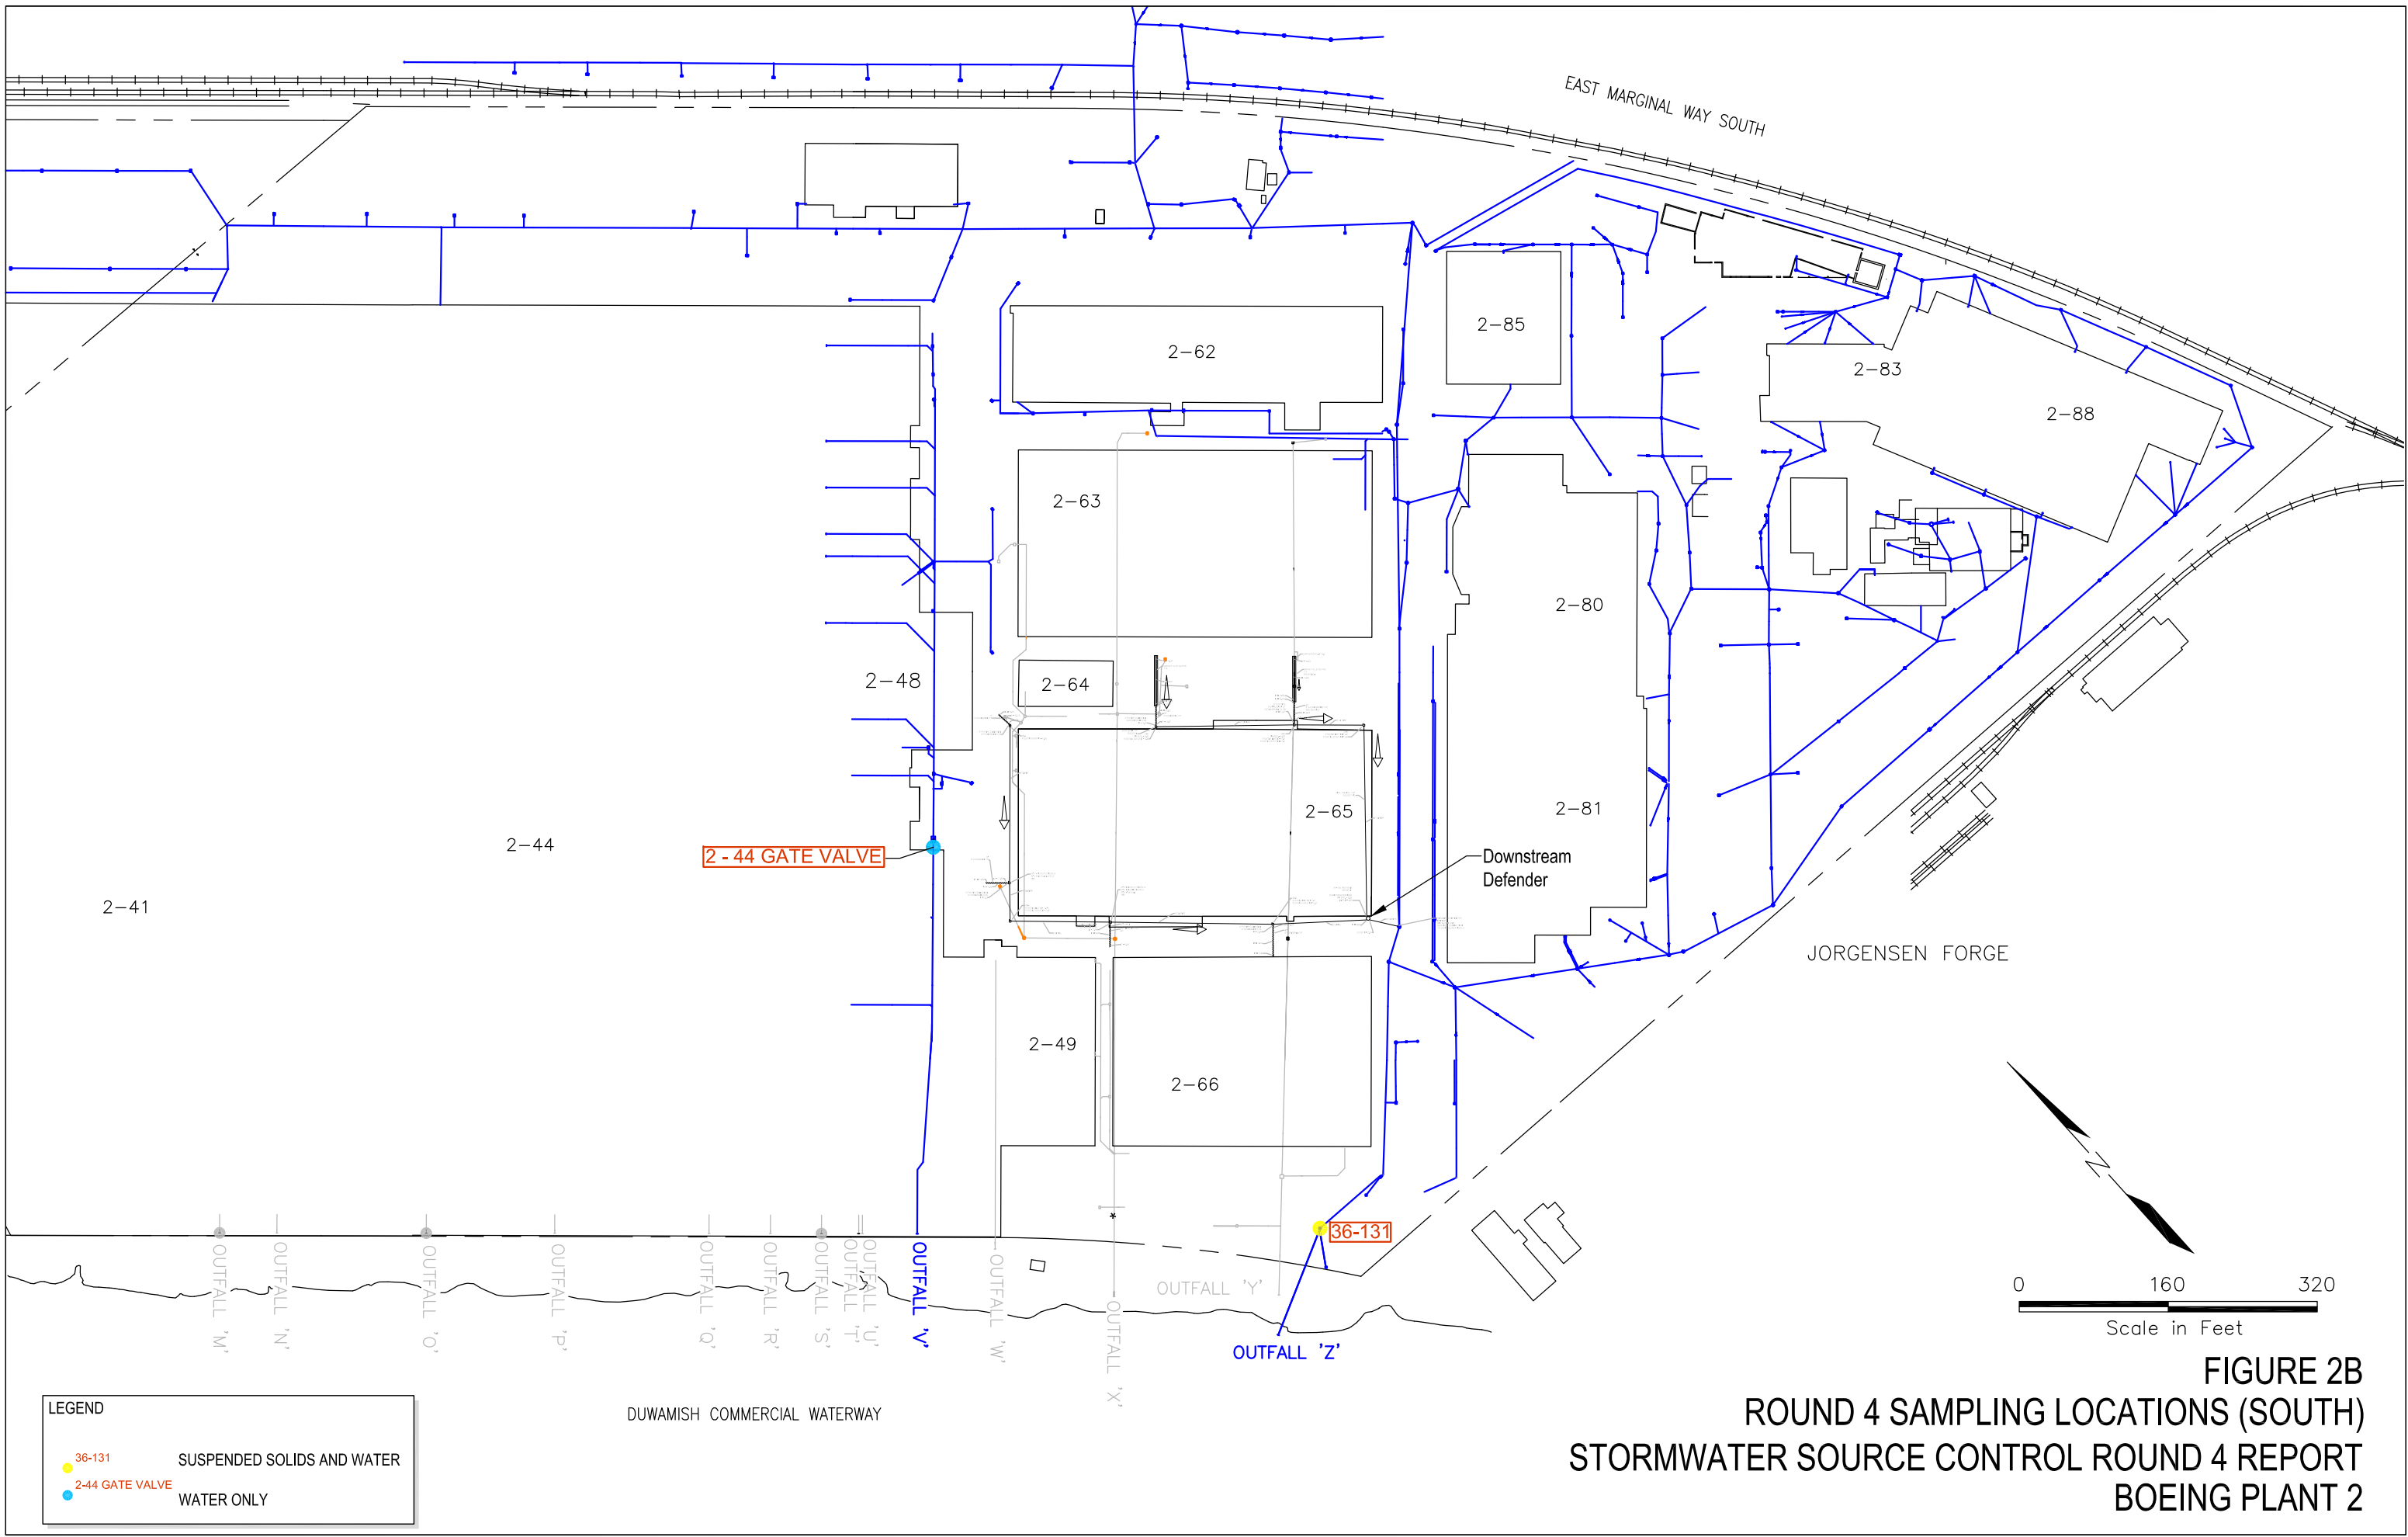 EAST MARGINAL WAY SOUTH
2-62
2-85
2-83
2-88
2-63
2-80
2-64
2-48
2-65
2-81
2-44
2 - 44 GATE VALVE
Downstream
Defender
2-41
JORGENSEN FORGE
2-49
2-66
36-131
OUTFALL 'M'
OUTFALL 'N'
OUTFALL 'O'
OUTFALL 'P'
OUTFALL 'Q'
OUTFALL 'R'
OUTFALL 'S'
OUTFALL 'T'
OUTFALL 'U'
OUTFALL 'V'
OUTFALL 'W'
OUTFALL 'X'
OUTFALL 'Y'
OUTFALL 'Z'
N
0 160 320
Scale in Feet
DUWAMISH COMMERCIAL WATERWAY
LEGEND
36-131
SUSPENDED SOLIDS AND WATER
2-44 GATE VALVE
WATER ONLY
FIGURE 2B
ROUND 4 SAMPLING LOCATIONS (SOUTH)
STORMWATER SOURCE CONTROL ROUND 4 REPORT
BOEING PLANT 2